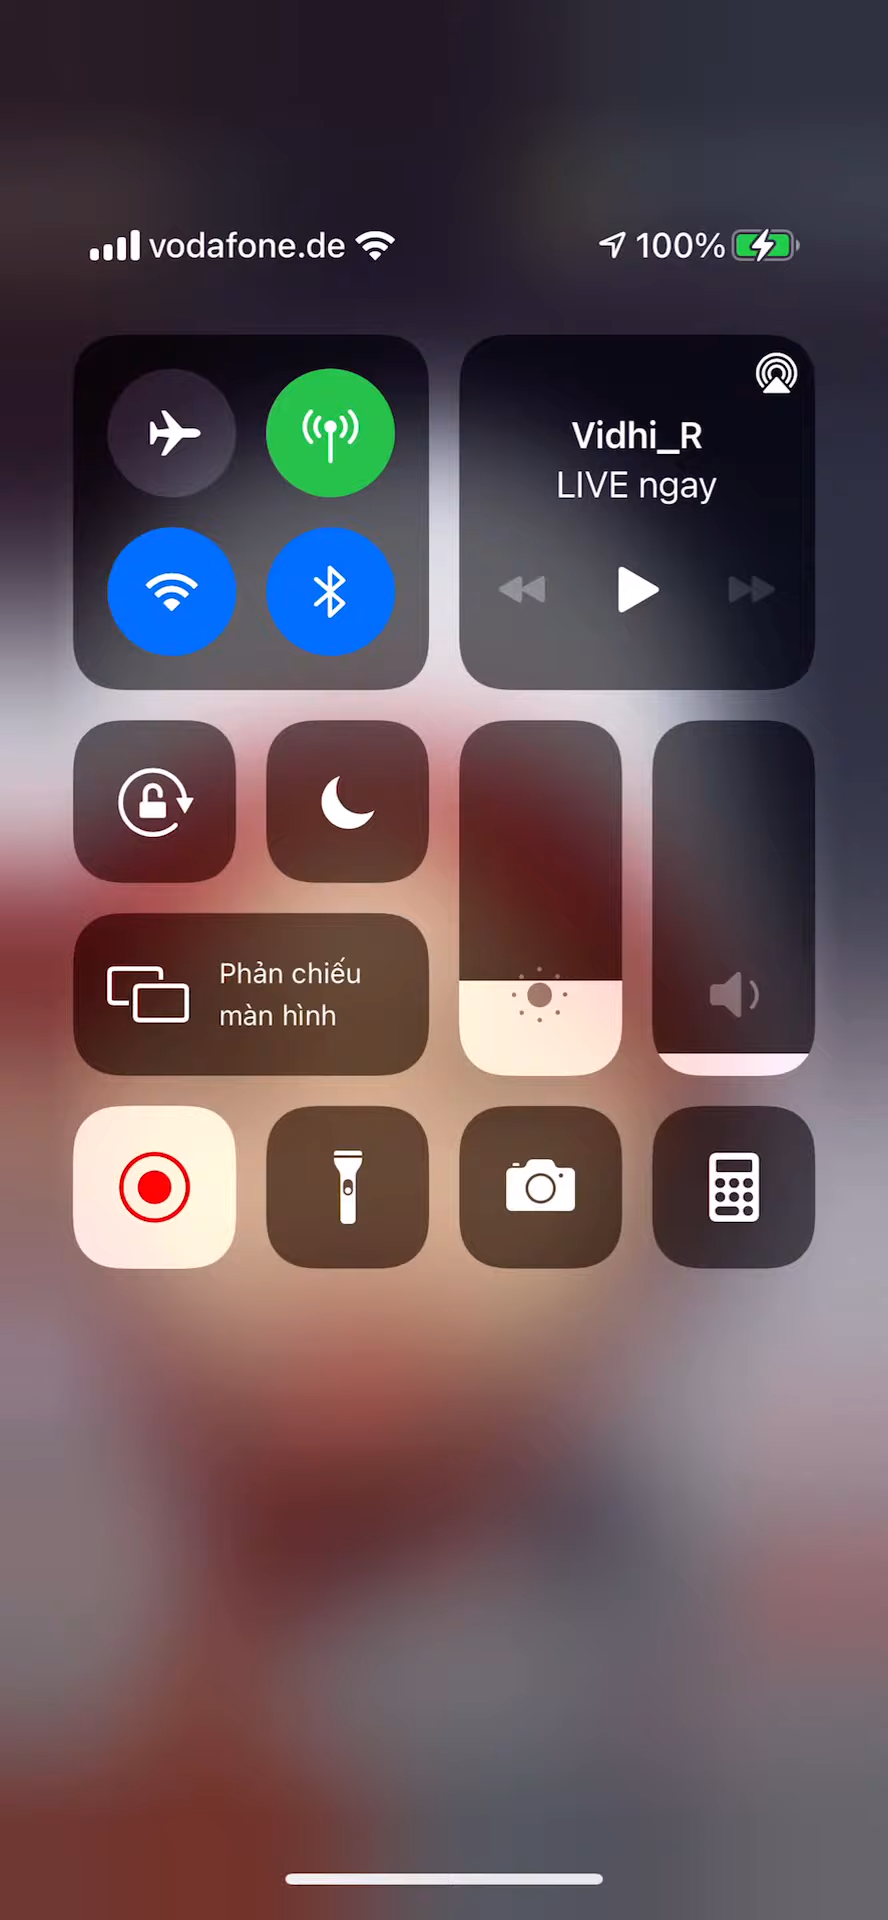 vodafone.de
100%
Vidhi_R
LIVE ngay
Phản chiếu
màn hình